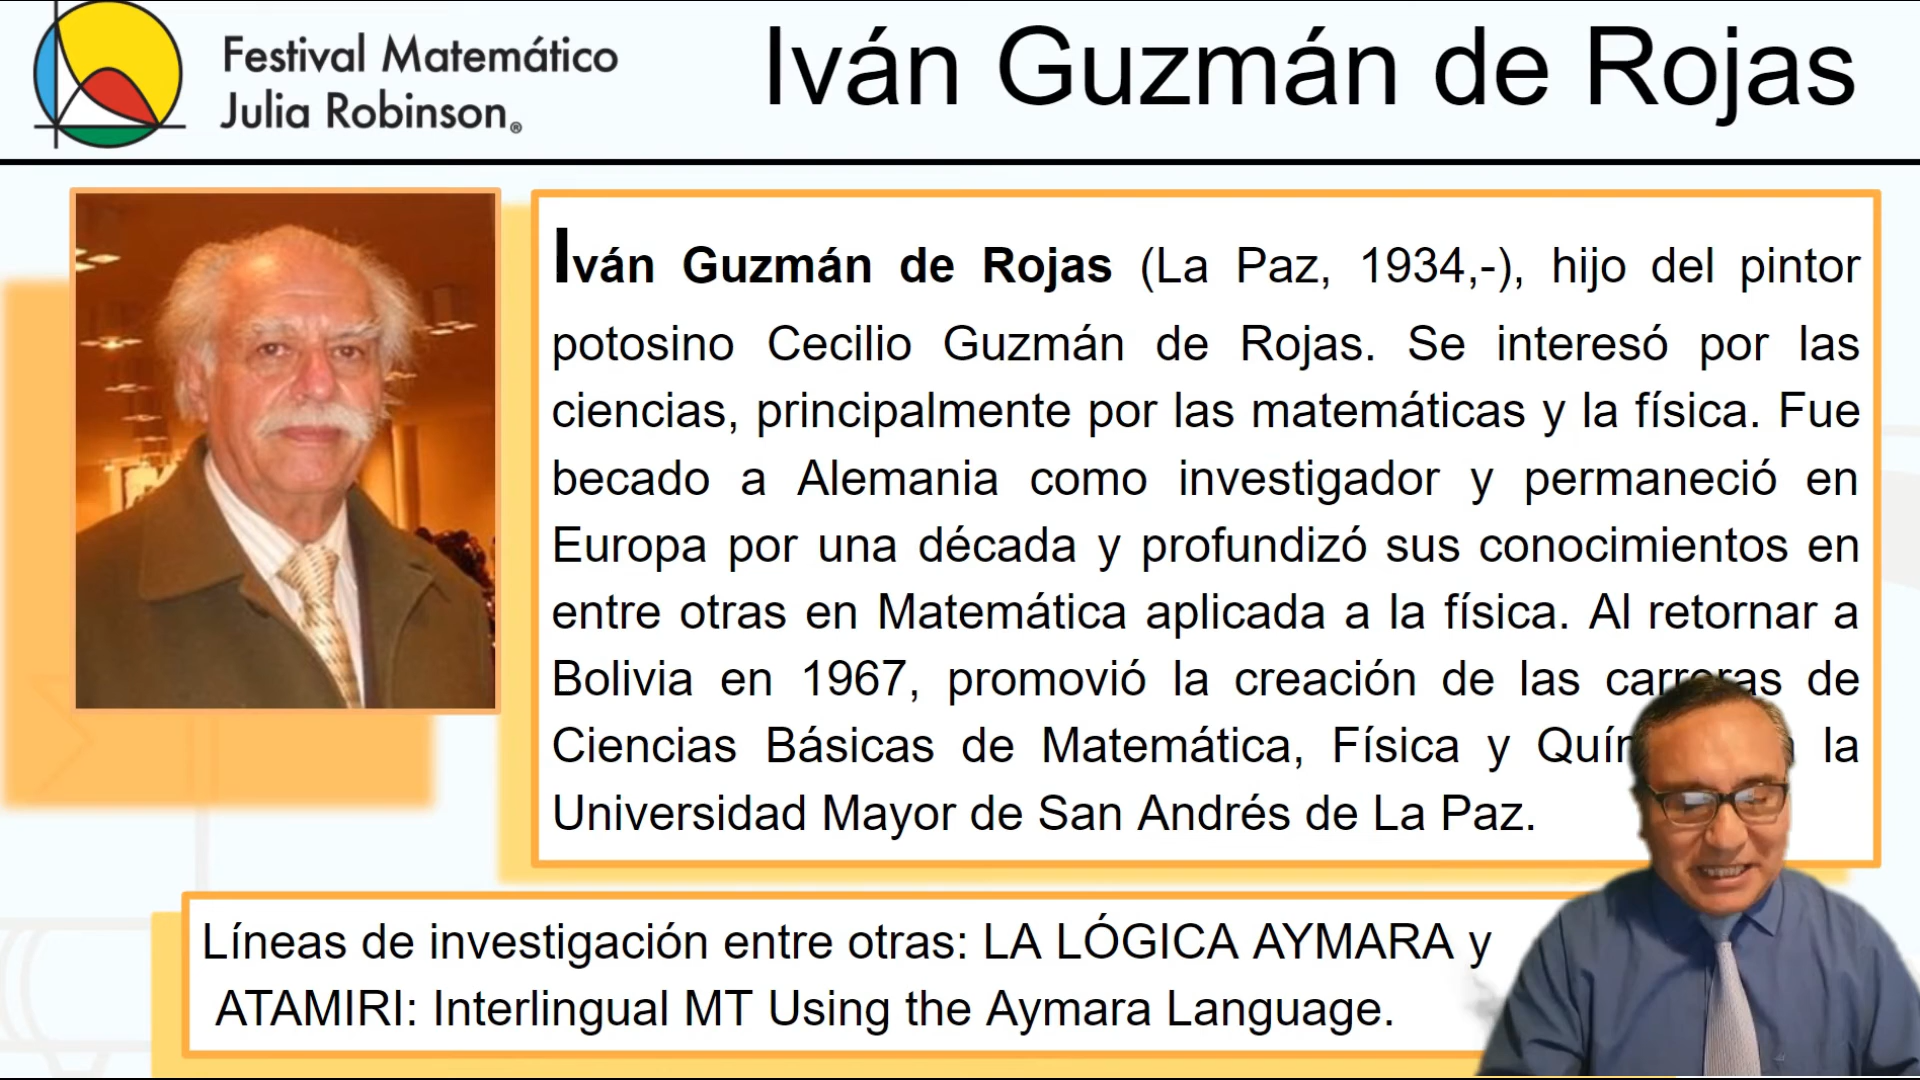 Festival Matemático
Julia Robinson®
Iván Guzmán de Rojas
Iván Guzmán de Rojas (La Paz, 1934,-), hijo del pintor
potosino Cecilio Guzmán de Rojas. Se interesó por las
ciencias, principalmente por las matemáticas y la física. Fue
becado a Alemania como investigador y permaneció en
Europa por una década y profundizó sus conocimientos en
entre otras en Matemática aplicada a la física. Al retornar a
Bolivia en 1967, promovió la creación de las carreras de
Ciencias Básicas de Matemática, Física y la
Universidad Mayor de San Andrés de La Paz.
Líneas de investigación entre otras: LA LÓGICA AYMARA y
ATAMIRI: Interlingual MT Using the Aymara Language.